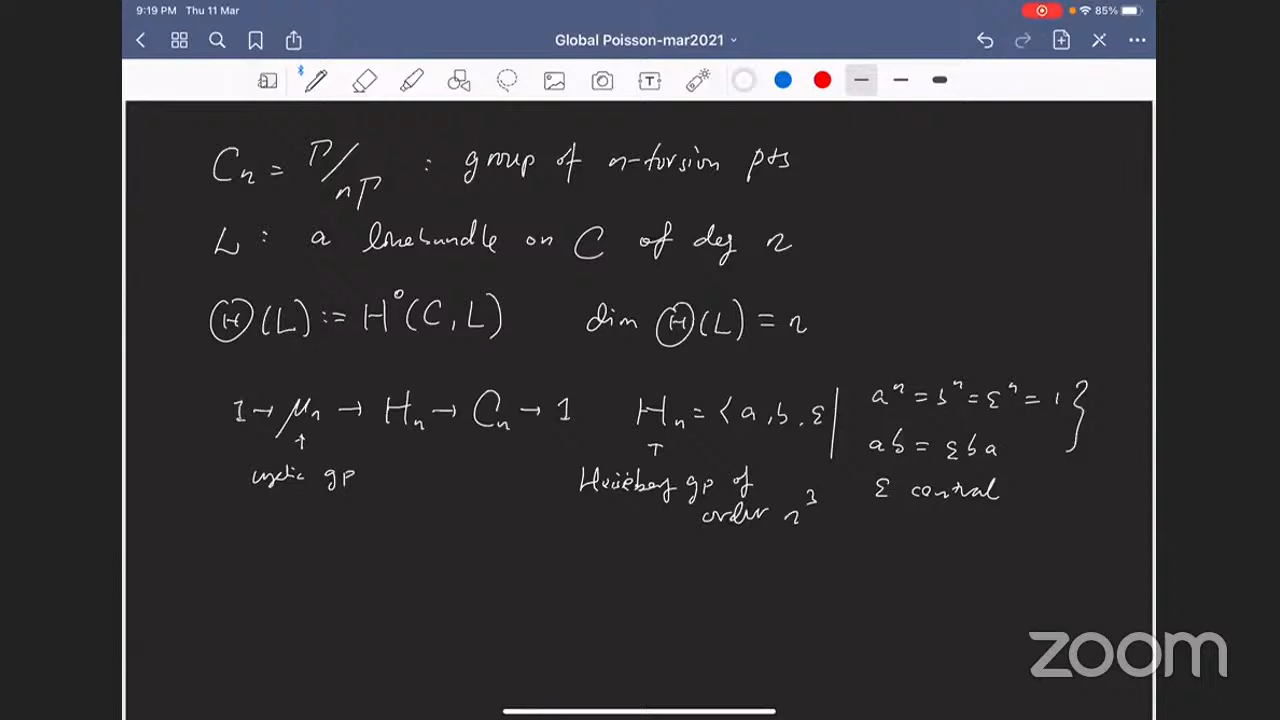 9:19 PM Thu 11 Mar
85%
Global Poisson-mar2021
Cₙ = Γ/nΓ : group of n-torsion pts
L : a linebundle on C of deg n
Ⓗ(L) := H⁰(C, L) dim Ⓗ(L) = n
1 → μₙ → Hₙ → Cₙ → 1 Hₙ = ⟨ a, b, ε | aⁿ = bⁿ = εⁿ = 1 }
ab = εba
ε central
cyclic gp
Heisenberg gp of
order n³
zoom